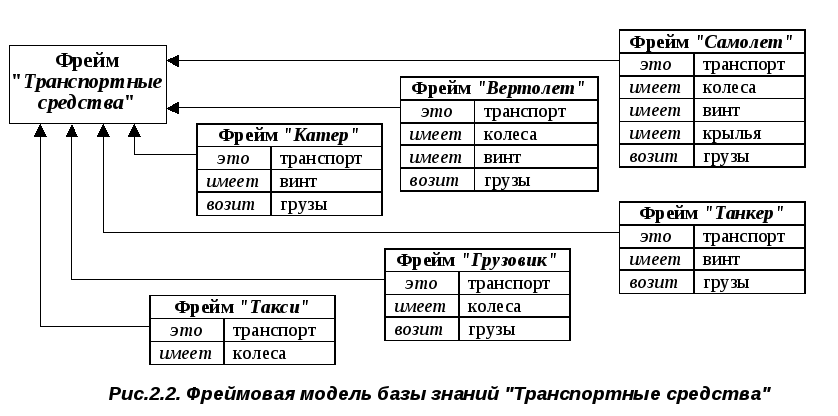 Фрейм
"Транспортные
средства"
Фрейм "Самолет"
это транспорт
имеет колеса
имеет винт
имеет крылья
возит грузы
Фрейм "Вертолет"
это транспорт
имеет колеса
имеет винт
возит грузы
Фрейм "Катер"
это транспорт
имеет винт
возит грузы
Фрейм "Танкер"
это транспорт
имеет винт
возит грузы
Фрейм "Грузовик"
это транспорт
имеет колеса
возит грузы
Фрейм "Такси"
это транспорт
имеет колеса
Рис.2.2. Фреймовая модель базы знаний "Транспортные средства"